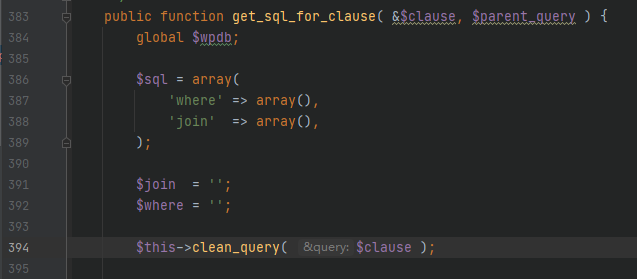 383 public function get_sql_for_clause( &$clause, $parent_query ) {
384 global $wpdb;
385
386 $sql = array(
387 'where' => array(),
388 'join'  => array(),
389 );
390
391 $join  = '';
392 $where = '';
393
394 $this->clean_query( &query: $clause );
395